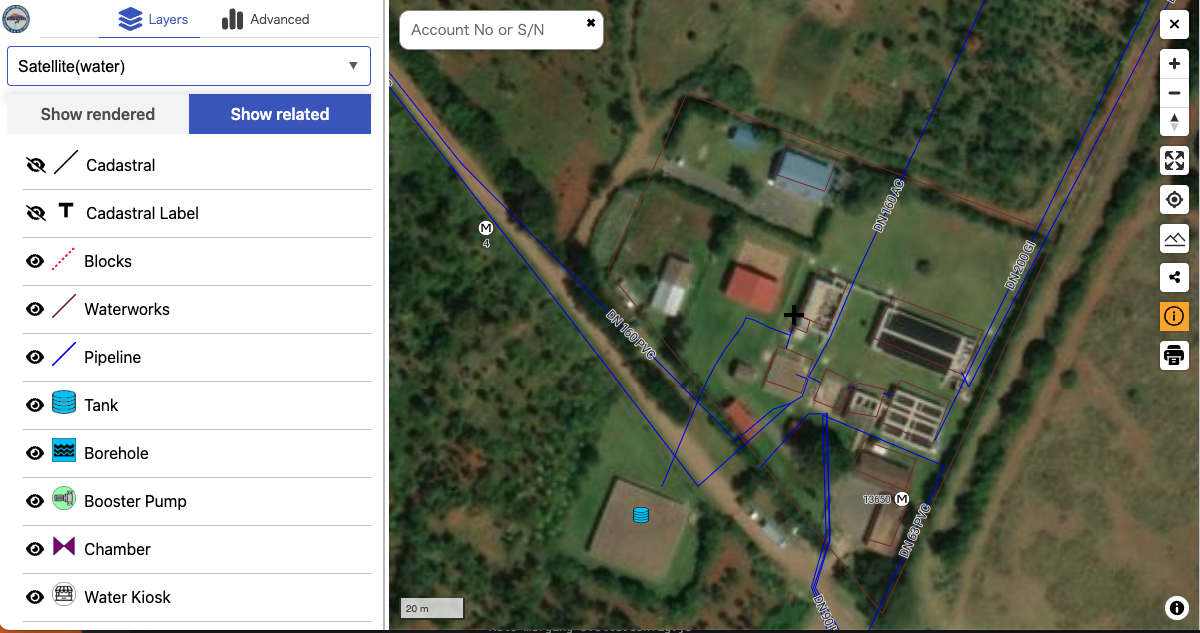 Layers
Advanced
Satellite(water)
Show rendered
Show related
Cadastral
T Cadastral Label
Blocks
Waterworks
Pipeline
Tank
Borehole
Booster Pump
Chamber
Water Kiosk
Account No or S/N
DN 160 AC
DN 200 GI
M
4
DN 160 PVC
13650 M
DN 63 PVC
20 m